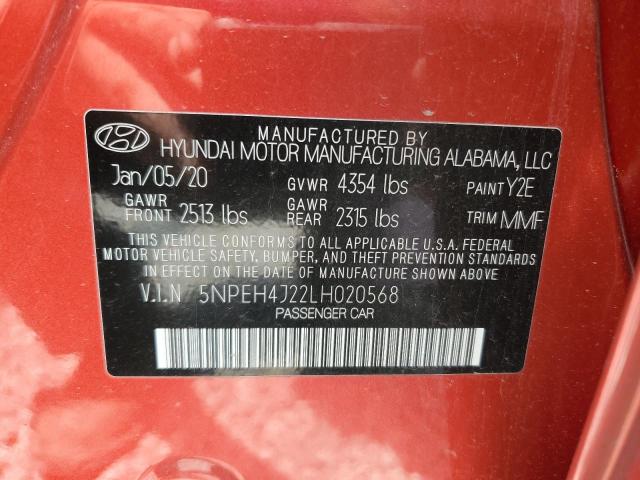 MANUFACTURED BY
HYUNDAI MOTOR MANUFACTURING ALABAMA, LLC
Jan/05/20 GVWR 4354 lbs PAINT Y2E
GAWR FRONT 2513 lbs GAWR REAR 2315 lbs TRIM MMF
THIS VEHICLE CONFORMS TO ALL APPLICABLE U.S.A. FEDERAL
MOTOR VEHICLE SAFETY, BUMPER, AND THEFT PREVENTION STANDARDS
IN EFFECT ON THE DATE OF MANUFACTURE SHOWN ABOVE
V.I.N 5NPEH4J22LH020568
PASSENGER CAR